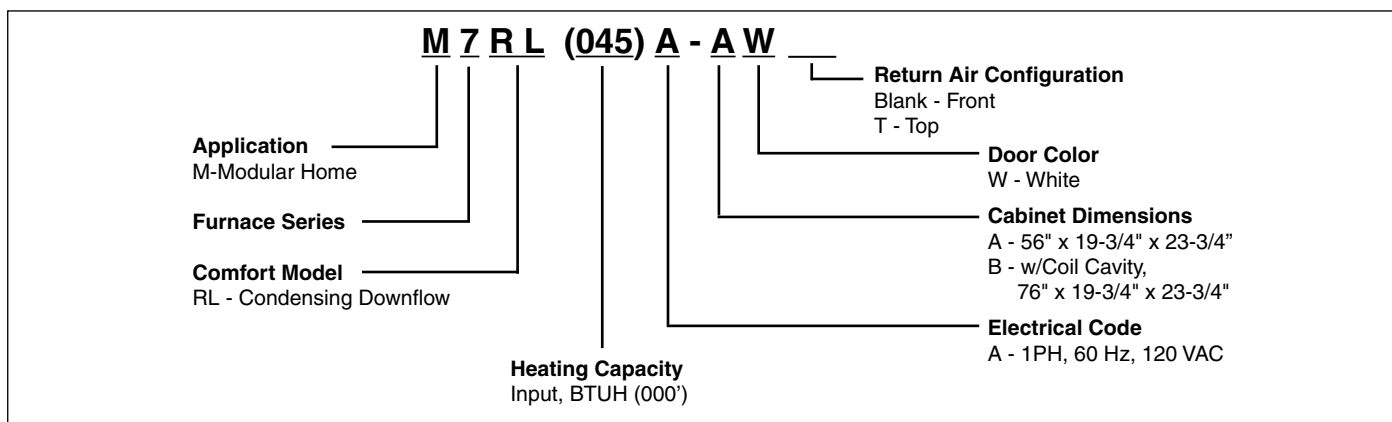 M 7 R L (045) A - A W
Return Air Configuration
Blank - Front
T - Top
Application
M-Modular Home
Door Color
W - White
Furnace Series
Cabinet Dimensions
A - 56" x 19-3/4" x 23-3/4”
B - w/Coil Cavity,
76" x 19-3/4" x 23-3/4"
Comfort Model
RL - Condensing Downflow
Electrical Code
A - 1PH, 60 Hz, 120 VAC
Heating Capacity
Input, BTUH (000’)